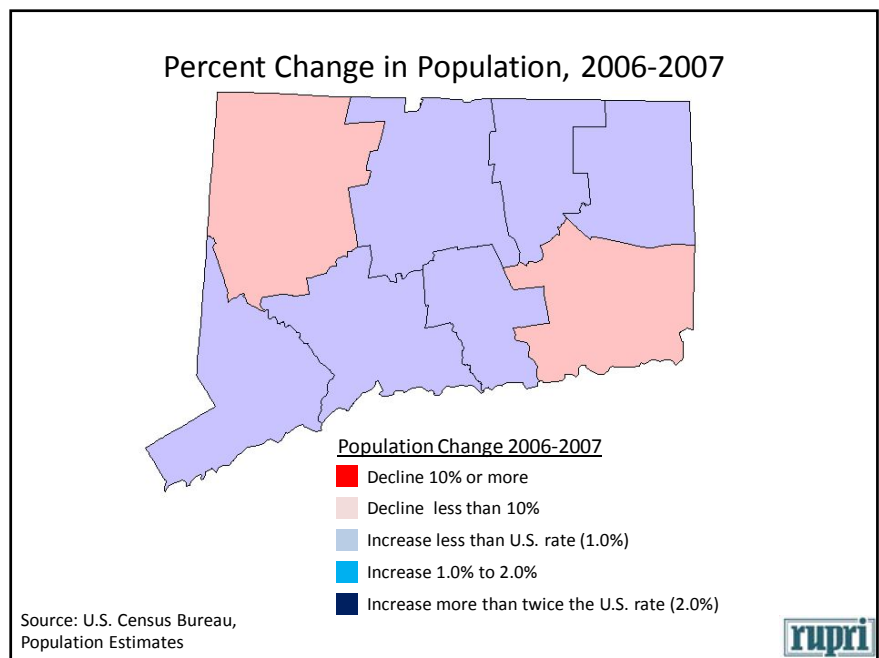 Percent Change in Population, 2006-2007
Population Change 2006-2007
Decline 10% or more
Decline less than 10%
Increase less than U.S. rate (1.0%)
Increase 1.0% to 2.0%
Increase more than twice the U.S. rate (2.0%)
Source: U.S. Census Bureau,
Population Estimates
rupri